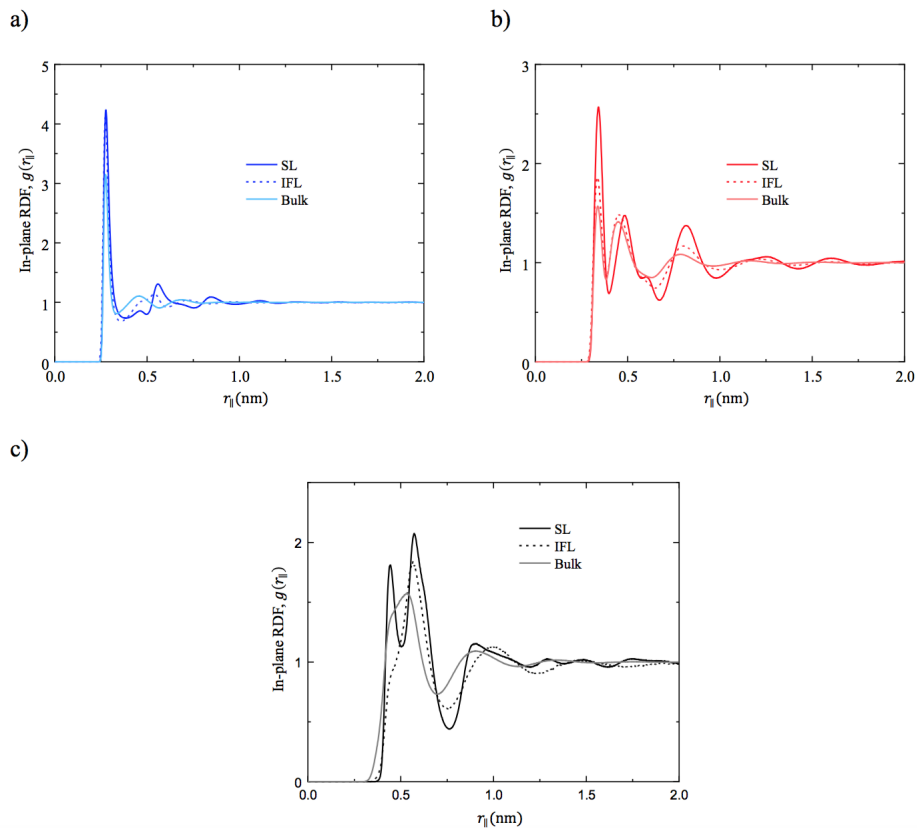 a)
5
4
3
2
1
0
0.0 0.5 1.0 1.5 2.0
In-plane RDF, g(r∥)
r∥(nm)
SL
IFL
Bulk
b)
3
2
1
0
0.0 0.5 1.0 1.5 2.0
In-plane RDF, g(r∥)
r∥(nm)
SL
IFL
Bulk
c)
2
1
0
0.0 0.5 1.0 1.5 2.0
In-plane RDF, g(r∥)
r∥(nm)
SL
IFL
Bulk